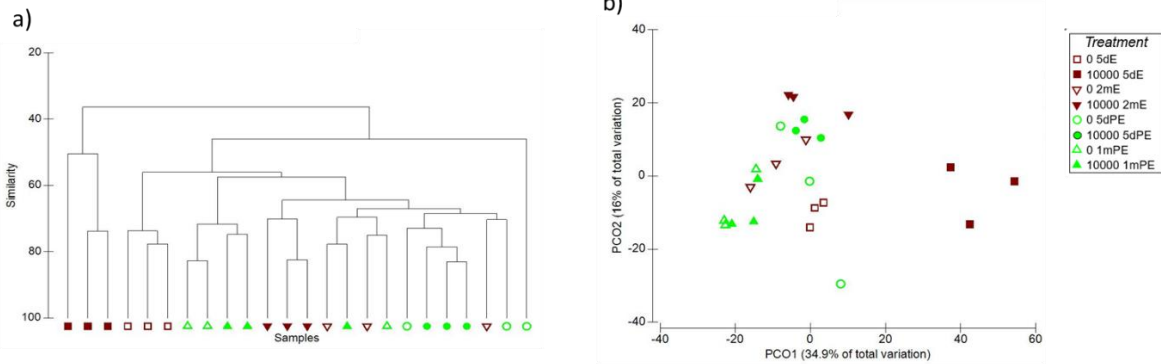 a)
20
40
60
80
100
Similarity
Samples
b)
40
20
0
-20
-40
PCO2 (16% of total variation)
-40
-20
0
20
40
60
PCO1 (34.9% of total variation)
Treatment
0 5dE
10000 5dE
0 2mE
10000 2mE
0 5dPE
10000 5dPE
0 1mPE
10000 1mPE